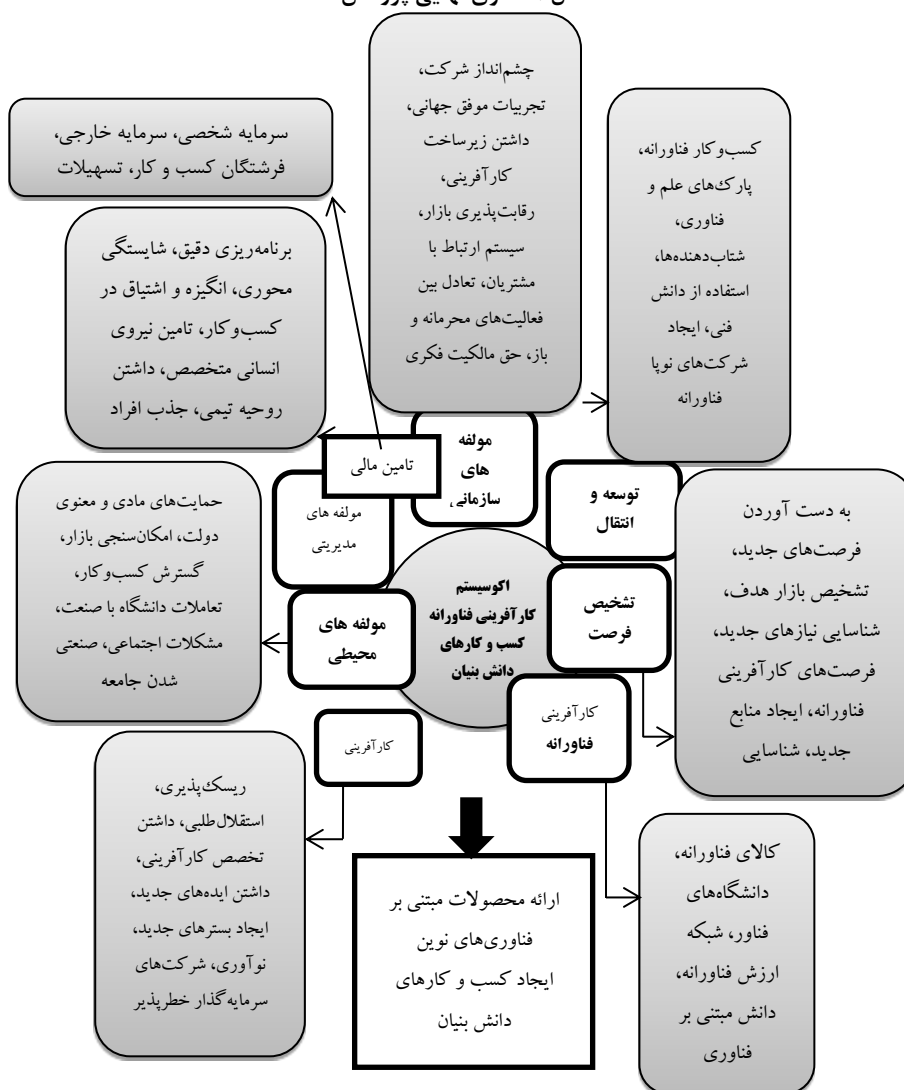 چشم‌انداز شرکت،
تجربیات موفق جهانی،
داشتن زیرساخت
کارآفرینی،
رقابت‌پذیری بازار،
سیستم ارتباط با
مشتریان، تعادل بین
فعالیت‌های محرمانه و
باز، حق مالکیت فکری
کسب‌وکار فناورانه،
پارک‌های علم و
فناوری،
شتاب‌دهنده‌ها،
استفاده از دانش
فنی، ایجاد
شرکت‌های نوپا
فناورانه
سرمایه شخصی، سرمایه خارجی،
فرشتگان کسب و کار، تسهیلات
برنامه‌ریزی دقیق، شایستگی
محوری، انگیزه و اشتیاق در
کسب‌وکار، تامین نیروی
انسانی متخصص، داشتن
روحیه تیمی، جذب افراد
مولفه
های
سازمانی
تامین مالی
توسعه و
انتقال
مولفه های
مدیریتی
به دست آوردن
فرصت‌های جدید،
تشخیص بازار هدف،
شناسایی نیازهای جدید،
فرصت‌های کارآفرینی
فناورانه، ایجاد منابع
جدید، شناسایی
حمایت‌های مادی و معنوی
دولت، امکان‌سنجی بازار،
گسترش کسب‌وکار،
تعاملات دانشگاه با صنعت،
مشکلات اجتماعی، صنعتی
شدن جامعه
تشخیص
فرصت
اکوسیستم
کارآفرینی فناورانه
کسب و کارهای
دانش بنیان
مولفه های
محیطی
کارآفرینی
فناورانه
کارآفرینی
ریسک‌پذیری،
استقلال‌طلبی، داشتن
تخصص کارآفرینی،
داشتن ایده‌های جدید،
ایجاد بسترهای جدید،
نوآوری، شرکت‌های
سرمایه‌گذار خطرپذیر
ارائه محصولات مبتنی بر
فناوری‌های نوین
ایجاد کسب و کارهای
دانش بنیان
کالای فناورانه،
دانشگاه‌های
فناور، شبکه
ارزش فناورانه،
دانش مبتنی بر
فناوری